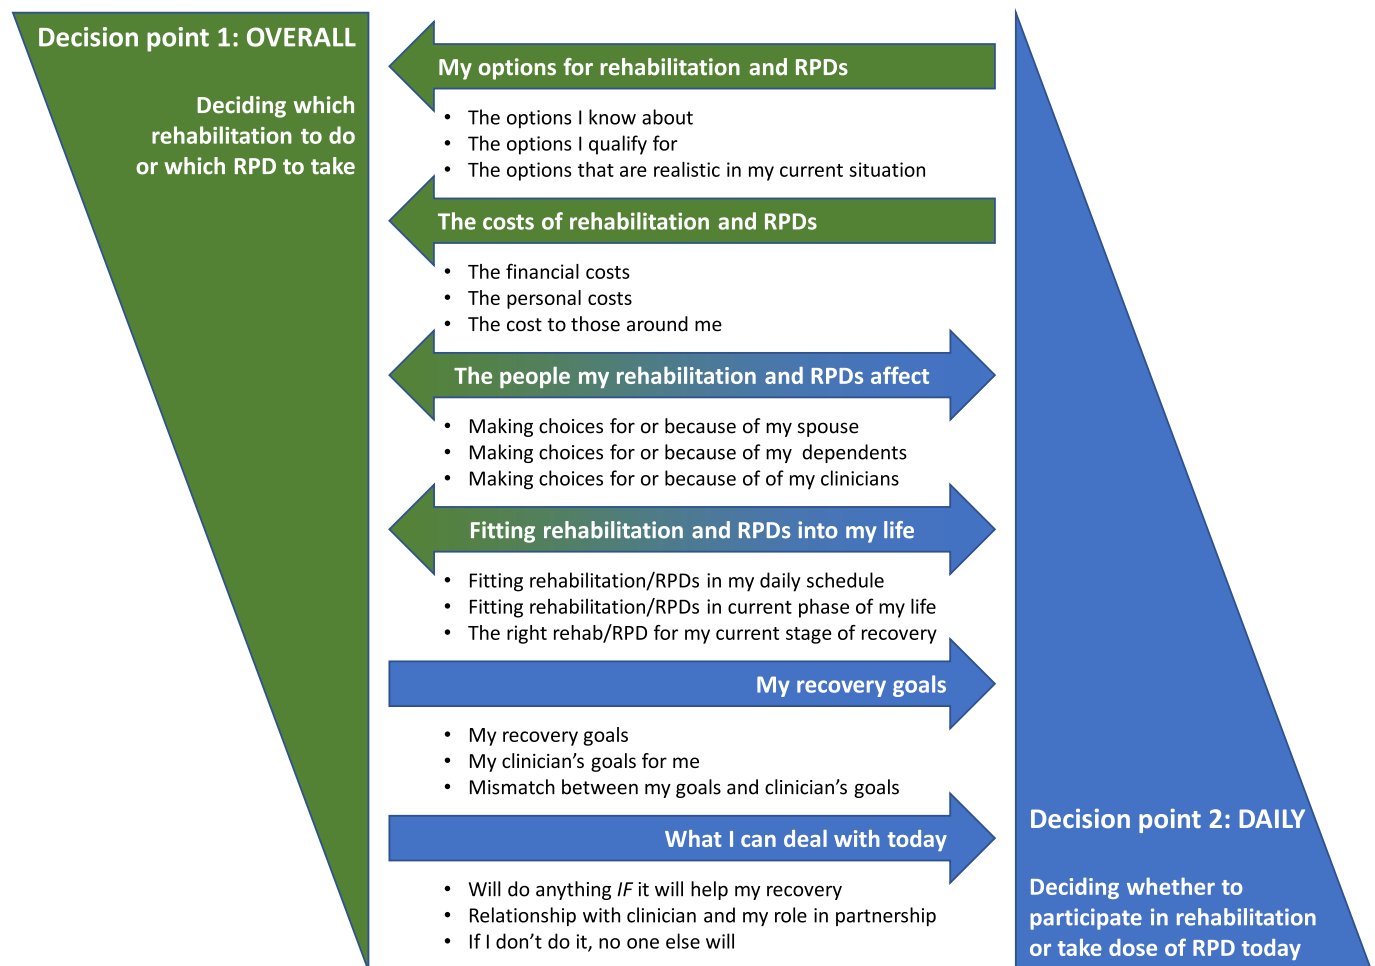 Decision point 1: OVERALL
Deciding which
rehabilitation to do
or which RPD to take
My options for rehabilitation and RPDs
• The options I know about
• The options I qualify for
• The options that are realistic in my current situation
The costs of rehabilitation and RPDs
• The financial costs
• The personal costs
• The cost to those around me
The people my rehabilitation and RPDs affect
• Making choices for or because of my spouse
• Making choices for or because of my  dependents
• Making choices for or because of of my clinicians
Fitting rehabilitation and RPDs into my life
• Fitting rehabilitation/RPDs in my daily schedule
• Fitting rehabilitation/RPDs in current phase of my life
• The right rehab/RPD for my current stage of recovery
My recovery goals
• My recovery goals
• My clinician’s goals for me
• Mismatch between my goals and clinician’s goals
What I can deal with today
• Will do anything IF it will help my recovery
• Relationship with clinician and my role in partnership
• If I don’t do it, no one else will
Decision point 2: DAILY
Deciding whether to
participate in rehabilitation
or take dose of RPD today